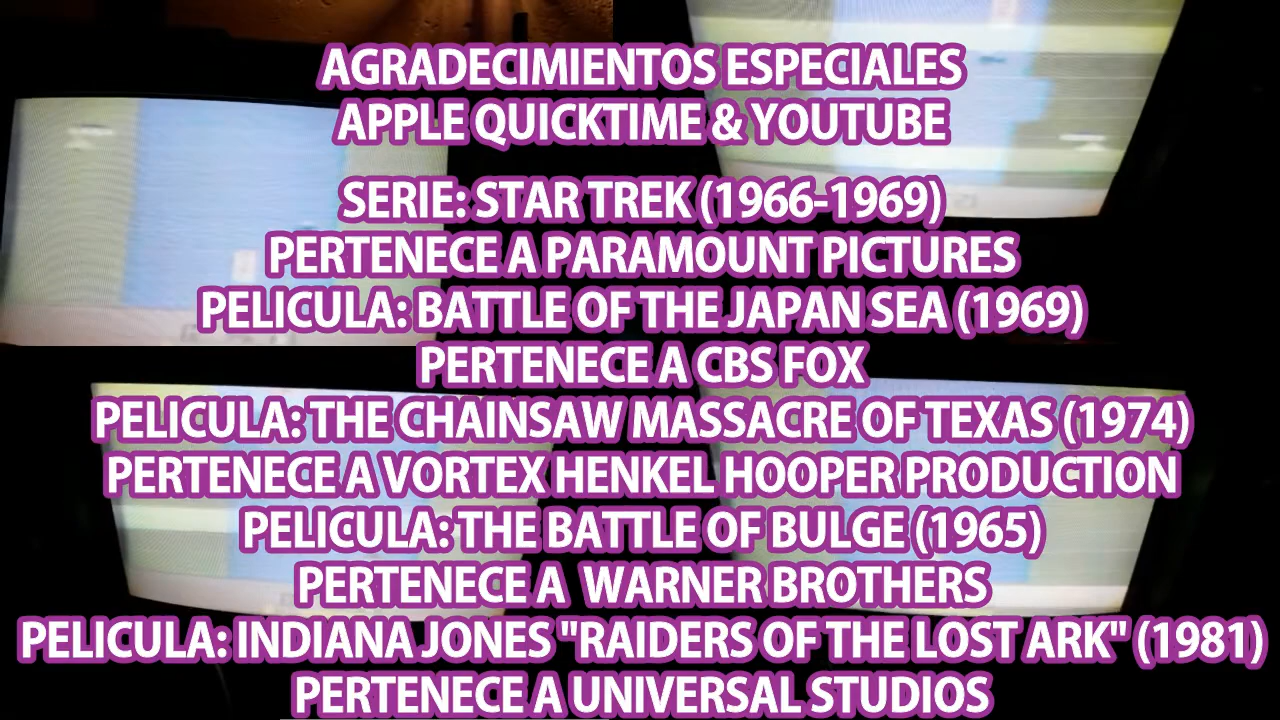 AGRADECIMIENTOS ESPECIALES
APPLE QUICKTIME & YOUTUBE
SERIE: STAR TREK (1966-1969)
PERTENECE A PARAMOUNT PICTURES
PELICULA: BATTLE OF THE JAPAN SEA (1969)
PERTENECE A CBS FOX
PELICULA: THE CHAINSAW MASSACRE OF TEXAS (1974)
PERTENECE A VORTEX HENKEL HOOPER PRODUCTION
PELICULA: THE BATTLE OF BULGE (1965)
PERTENECE A  WARNER BROTHERS
PELICULA: INDIANA JONES "RAIDERS OF THE LOST ARK" (1981)
PERTENECE A UNIVERSAL STUDIOS